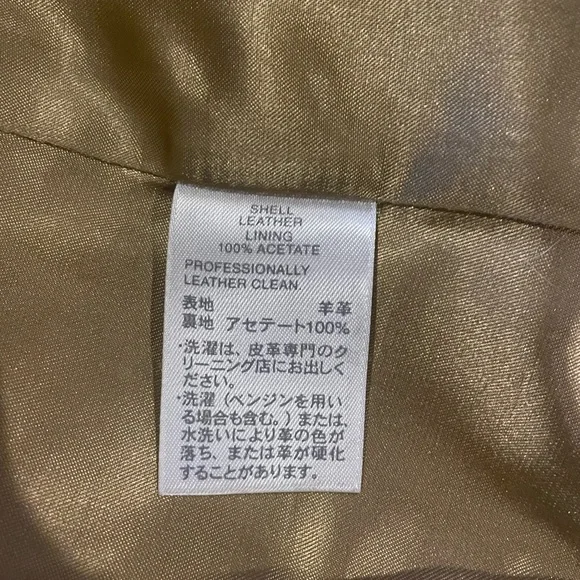 SHELL
LEATHER
LINING
100% ACETATE
PROFESSIONALLY
LEATHER CLEAN.
表地 羊革
裏地 アセテート100%
・洗濯は、皮革専門のク
リーニング店にお出しく
ださい。
・洗濯（ベンジンを用い
る場合も含む。）または、
水洗いにより革の色が
落ち、または革が硬化
することがあります。